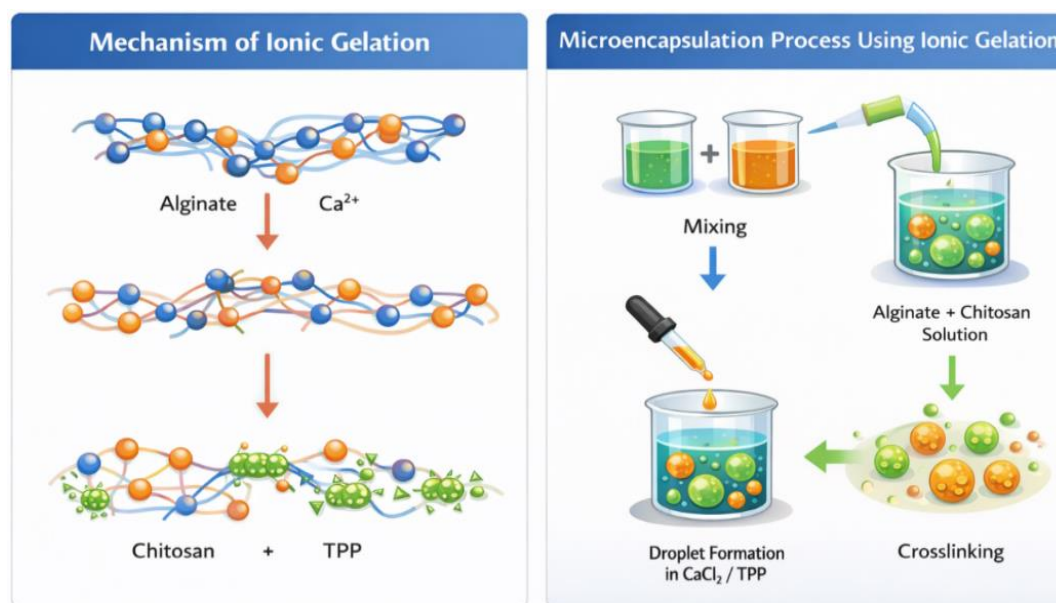 Mechanism of Ionic Gelation
Alginate Ca²⁺
Chitosan + TPP
Microencapsulation Process Using Ionic Gelation
+
Mixing
Alginate + Chitosan
Solution
Droplet Formation
in CaCl₂ / TPP
Crosslinking